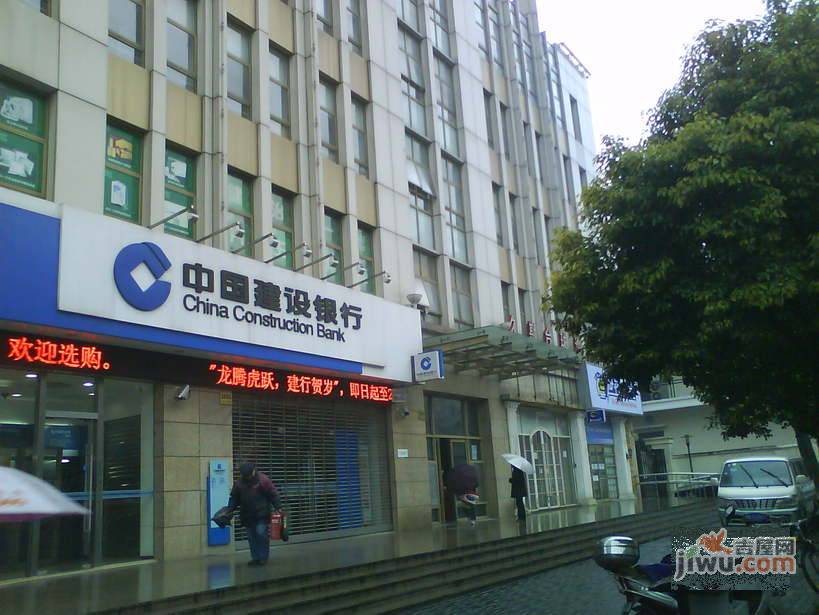 中国建设银行
China Construction Bank
欢迎选购。 "龙腾虎跃，建行贺岁"，即日起至2
吉屋网
jiwu.com